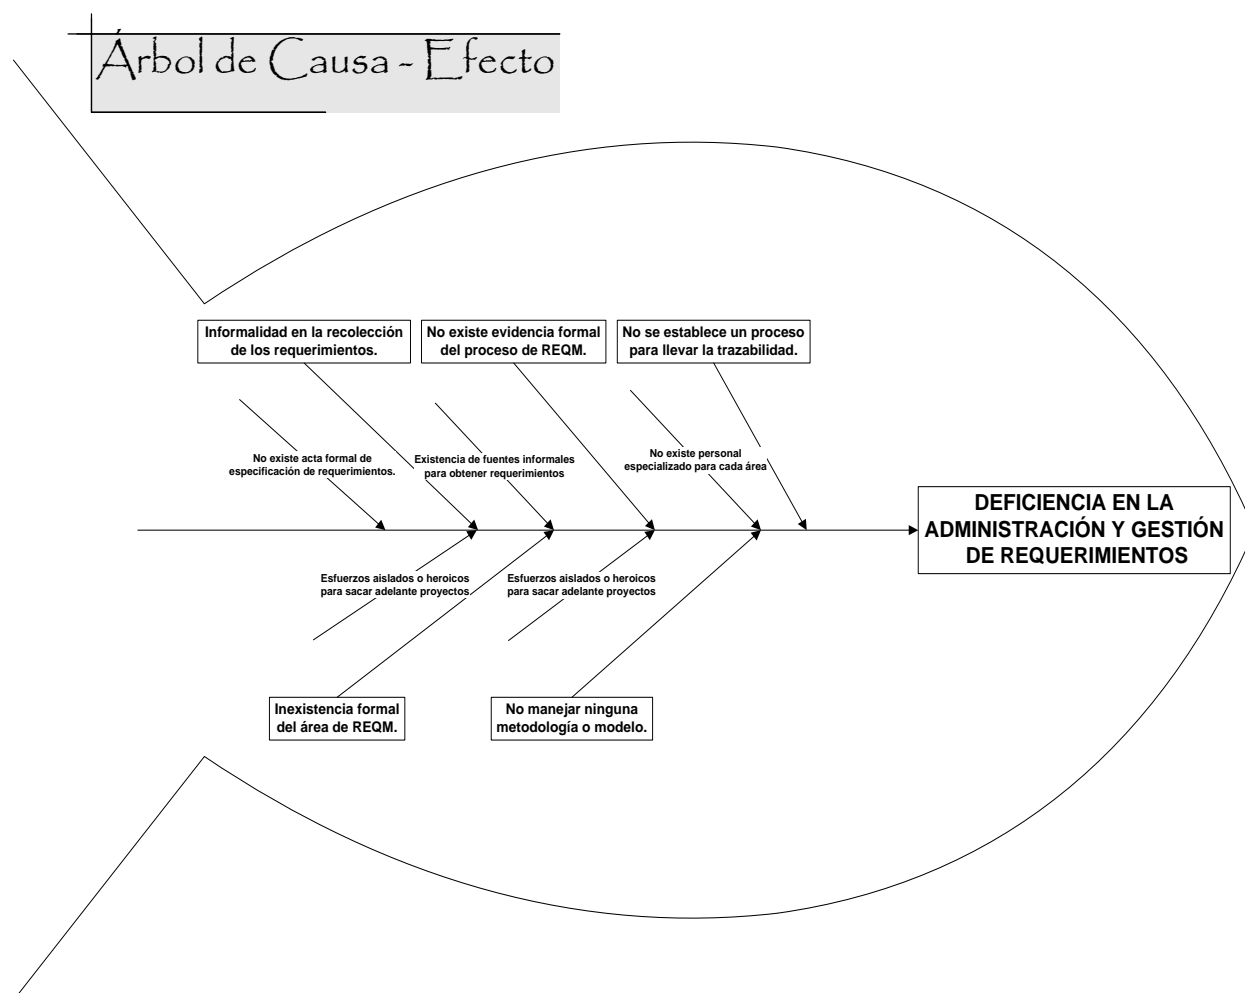 Árbol de Causa - Efecto
Informalidad en la recolección
de los requerimientos.
No existe evidencia formal
del proceso de REQM.
No se establece un proceso
para llevar la trazabilidad.
No existe acta formal de
especificación de requerimientos.
Existencia de fuentes informales
para obtener requerimientos
No existe personal
especializado para cada área
DEFICIENCIA EN LA
ADMINISTRACIÓN Y GESTIÓN
DE REQUERIMIENTOS
Esfuerzos aislados o heroicos
para sacar adelante proyectos
Esfuerzos aislados o heroicos
para sacar adelante proyectos
Inexistencia formal
del área de REQM.
No manejar ninguna
metodología o modelo.